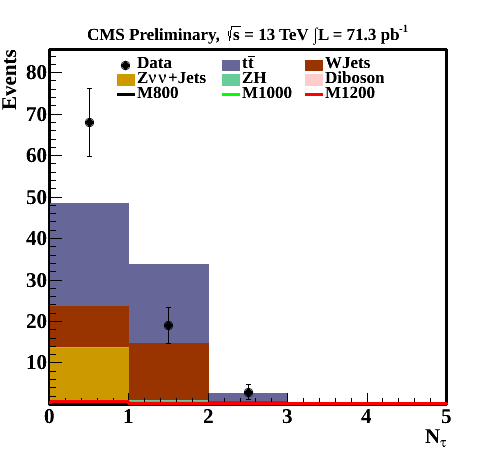 CMS Preliminary, √s = 13 TeV ∫L = 71.3 pb⁻¹
Events
Data
tt̅
WJets
Zνν+Jets
ZH
Diboson
M800
M1000
M1200
80
70
60
50
40
30
20
10
0 1 2 3 4 5
Nτ